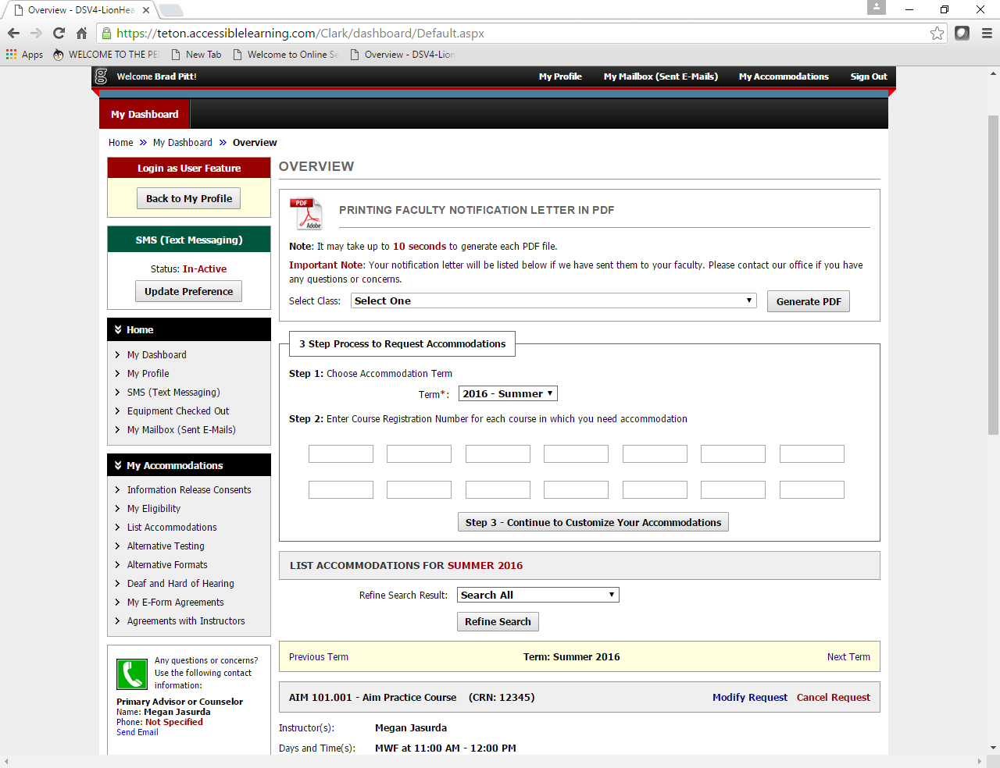 Overview - DSV4-LionHea
https://teton.accessiblelearning.com/Clark/dashboard/Default.aspx
Apps WELCOME TO THE PE New Tab Welcome to Online Se Overview - DSV4-Lion
g Welcome Brad Pitt! My Profile My Mailbox (Sent E-Mails) My Accommodations Sign Out
My Dashboard
Home » My Dashboard » Overview
Login as User Feature
Back to My Profile
SMS (Text Messaging)
Status: In-Active
Update Preference
Home
My Dashboard
My Profile
SMS (Text Messaging)
Equipment Checked Out
My Mailbox (Sent E-Mails)
My Accommodations
Information Release Consents
My Eligibility
List Accommodations
Alternative Testing
Alternative Formats
Deaf and Hard of Hearing
My E-Form Agreements
Agreements with Instructors
Any questions or concerns?
Use the following contact
information:
Primary Advisor or Counselor
Name: Megan Jasurda
Phone: Not Specified
Send Email
OVERVIEW
PDF
Adobe
PRINTING FACULTY NOTIFICATION LETTER IN PDF
Note: It may take up to 10 seconds to generate each PDF file.
Important Note: Your notification letter will be listed below if we have sent them to your faculty. Please contact our office if you have
any questions or concerns.
Select Class: Select One Generate PDF
3 Step Process to Request Accommodations
Step 1: Choose Accommodation Term
Term*: 2016 - Summer
Step 2: Enter Course Registration Number for each course in which you need accommodation
Step 3 - Continue to Customize Your Accommodations
LIST ACCOMMODATIONS FOR SUMMER 2016
Refine Search Result: Search All
Refine Search
Previous Term Term: Summer 2016 Next Term
AIM 101.001 - Aim Practice Course (CRN: 12345) Modify Request Cancel Request
Instructor(s): Megan Jasurda
Days and Time(s): MWF at 11:00 AM - 12:00 PM